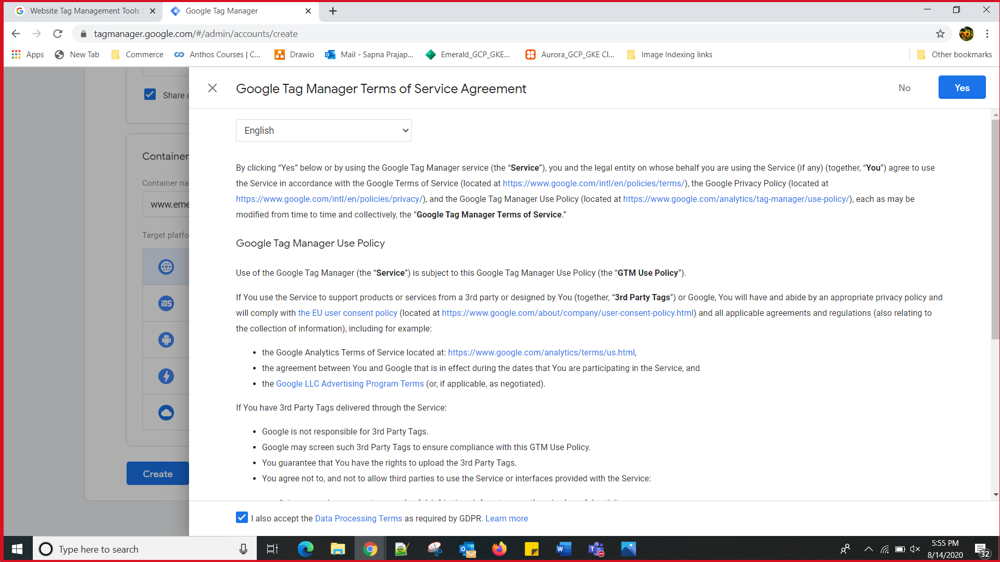 Website Tag Management Tools
Google Tag Manager
tagmanager.google.com/#/admin/accounts/create
Apps
New Tab
Commerce
Anthos Courses | C...
Drawio
Mail - Sapna Prajap...
Emerald_GCP_GKE...
Aurora_GCP_GKE Cl...
Image Indexing links
Other bookmarks
Share
Google Tag Manager Terms of Service Agreement
No
Yes
English
Container
Container na
www.eme
Target platfo
iOS
Create
By clicking “Yes” below or by using the Google Tag Manager service (the “Service”), you and the legal entity on whose behalf you are using the Service (if any) (together, “You”) agree to use
the Service in accordance with the Google Terms of Service (located at https://www.google.com/intl/en/policies/terms/), the Google Privacy Policy (located at
https://www.google.com/intl/en/policies/privacy/), and the Google Tag Manager Use Policy (located at https://www.google.com/analytics/tag-manager/use-policy/), each as may be
modified from time to time and collectively, the “Google Tag Manager Terms of Service.”
Google Tag Manager Use Policy
Use of the Google Tag Manager (the “Service”) is subject to this Google Tag Manager Use Policy (the “GTM Use Policy”).
If You use the Service to support products or services from a 3rd party or designed by You (together, “3rd Party Tags”) or Google, You will have and abide by an appropriate privacy policy and
will comply with the EU user consent policy (located at https://www.google.com/about/company/user-consent-policy.html) and all applicable agreements and regulations (also relating to
the collection of information), including for example:
• the Google Analytics Terms of Service located at: https://www.google.com/analytics/terms/us.html,
• the agreement between You and Google that is in effect during the dates that You are participating in the Service, and
• the Google LLC Advertising Program Terms (or, if applicable, as negotiated).
If You have 3rd Party Tags delivered through the Service:
• Google is not responsible for 3rd Party Tags.
• Google may screen such 3rd Party Tags to ensure compliance with this GTM Use Policy.
• You guarantee that You have the rights to upload the 3rd Party Tags.
• You agree not to, and not to allow third parties to use the Service or interfaces provided with the Service:
I also accept the Data Processing Terms as required by GDPR. Learn more
Type here to search
5:55 PM
8/14/2020
32